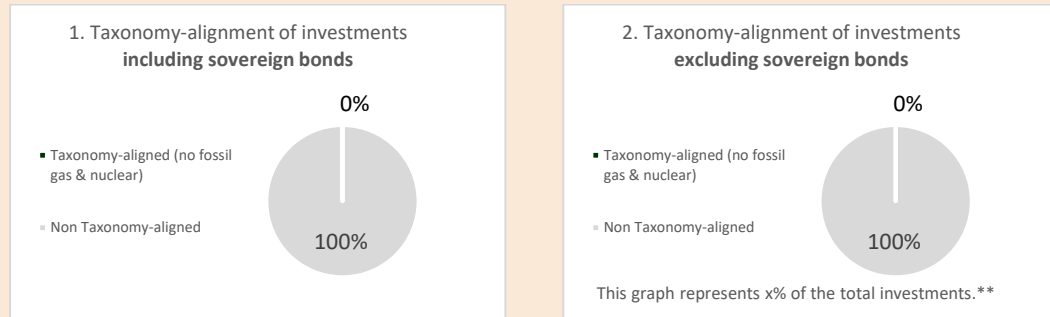 1. Taxonomy-alignment of investments
including sovereign bonds
0%
Taxonomy-aligned (no fossil
gas & nuclear)
Non Taxonomy-aligned
100%
2. Taxonomy-alignment of investments
excluding sovereign bonds
0%
Taxonomy-aligned (no fossil
gas & nuclear)
Non Taxonomy-aligned
100%
This graph represents x% of the total investments.**